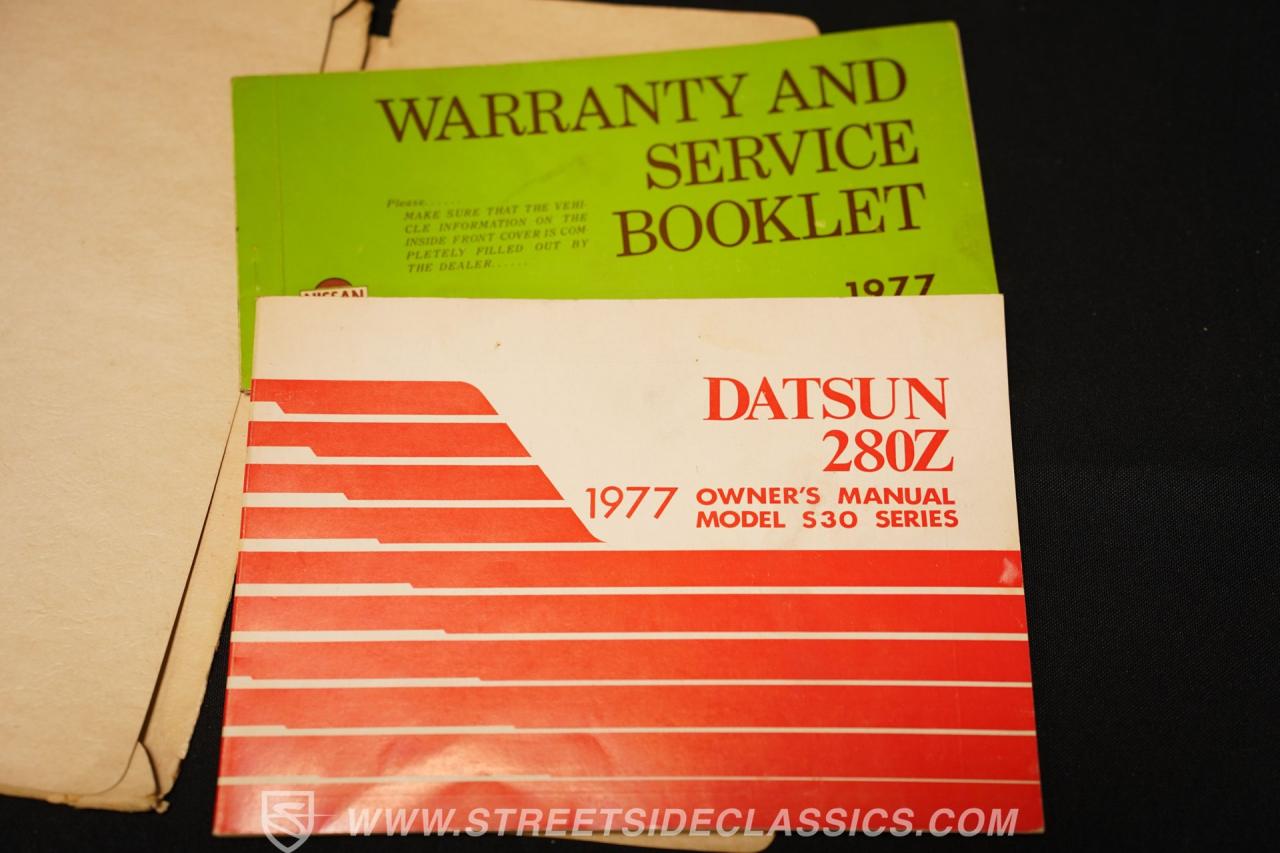 WARRANTY AND
SERVICE
BOOKLET
Please......
MAKE SURE THAT THE VEHI-
CLE INFORMATION ON THE
INSIDE FRONT COVER IS COM-
PLETELY FILLED OUT BY
THE DEALER......
1977
NISSAN
DATSUN
280Z
1977 OWNER'S MANUAL
MODEL S30 SERIES
WWW.STREETSIDECLASSICS.COM